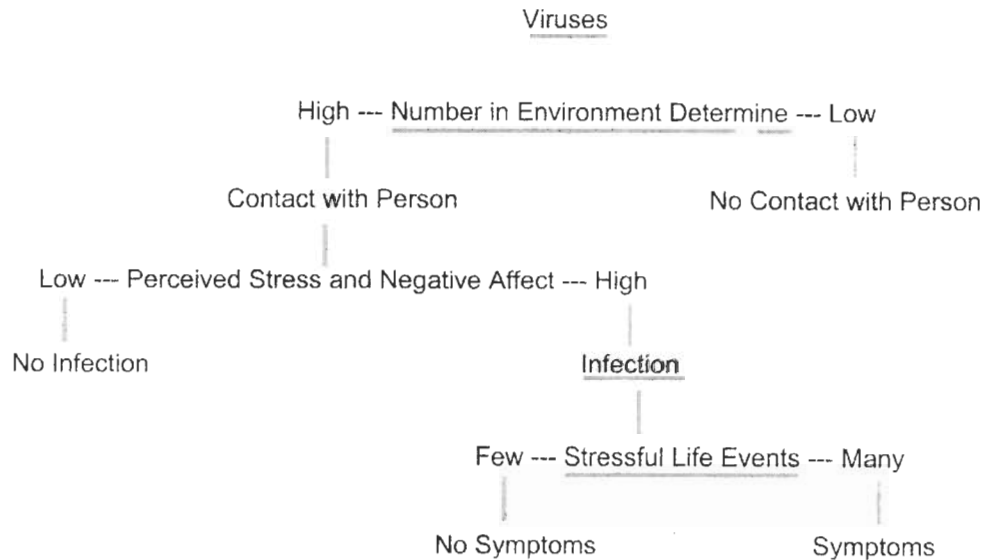 Viruses
High --- Number in Environment Determine --- Low
Contact with Person
No Contact with Person
Low --- Perceived Stress and Negative Affect --- High
No Infection
Infection
Few --- Stressful Life Events --- Many
No Symptoms
Symptoms